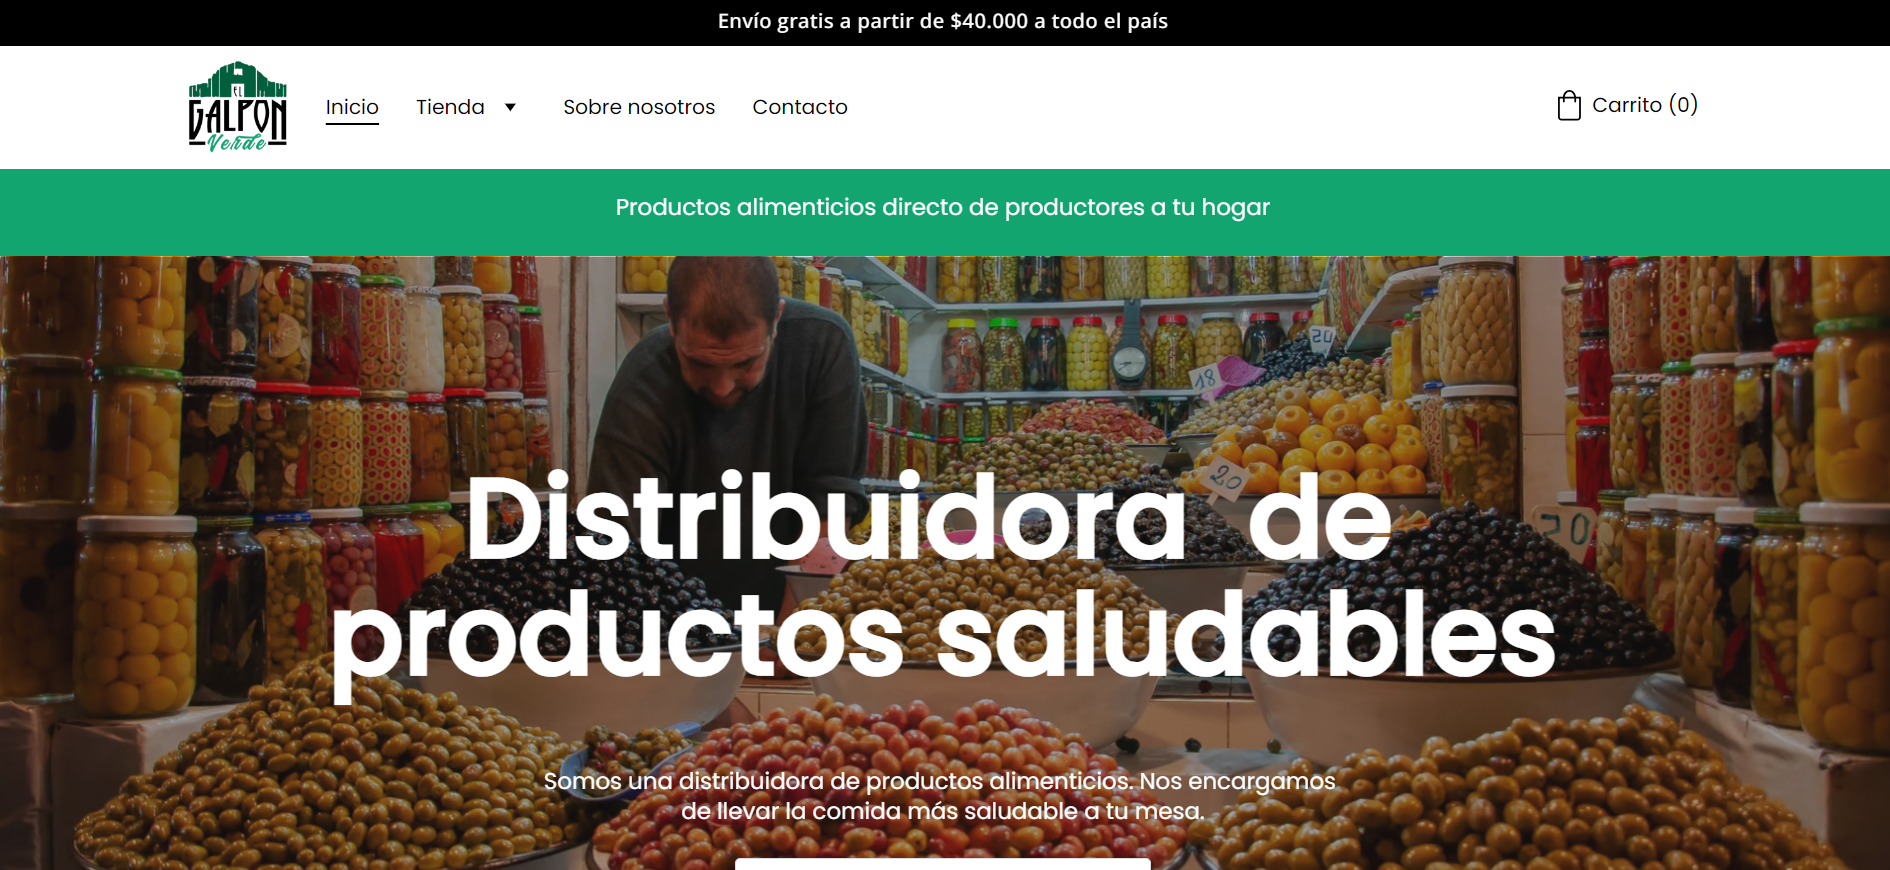 Envío gratis a partir de $40.000 a todo el país
EL
GALPON
Verde
Inicio
Tienda
Sobre nosotros
Contacto
Carrito (0)
Productos alimenticios directo de productores a tu hogar
18
20
20
20
Distribuidora de
productos saludables
Somos una distribuidora de productos alimenticios. Nos encargamos
de llevar la comida más saludable a tu mesa.